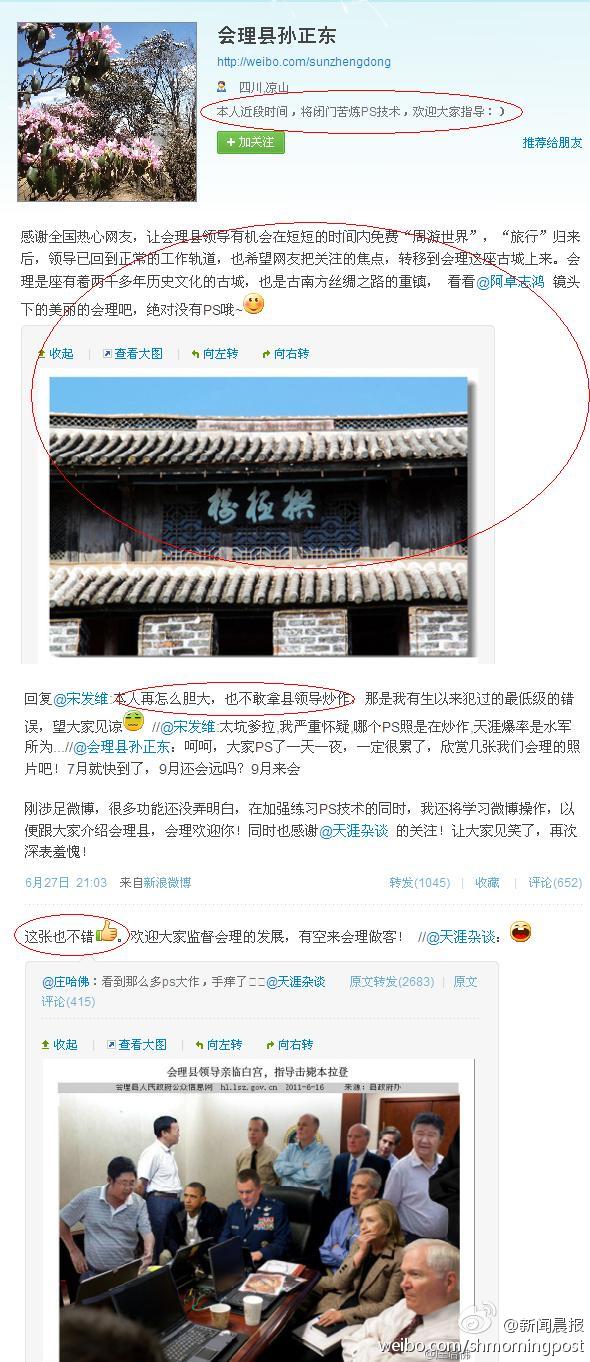 会理县孙正东
http://weibo.com/sunzhengdong
四川,凉山
本人近段时间，将闭门苦炼PS技术，欢迎大家指导：）
+ 加关注
推荐给朋友
感谢全国热心网友，让会理县领导有机会在短短的时间内免费“周游世界”，“旅行”归来
后，领导已回到正常的工作轨道，也希望网友把关注的焦点，转移到会理这座古城上来。会
理是座有着两千多年历史文化的古城，也是古南方丝绸之路的重镇， 看看@阿卓志鸿 镜头
下的美丽的会理吧，绝对没有PS哦~
收起 | 查看大图 | 向左转 向右转
楼極拱
回复@宋发维:本人再怎么胆大，也不敢拿县领导炒作， 那是我有生以来犯过的最低级的错
误，望大家见谅 //@宋发维:太坑爹拉,我严重怀疑,哪个PS照是在炒作,天涯爆率是水军
所为...//@会理县孙正东：呵呵，大家PS了一天一夜，一定很累了，欣赏几张我们会理的照
片吧！7月就快到了，9月还会远吗？9月来会
刚涉足微博，很多功能还没弄明白，在加强练习PS技术的同时，我还将学习微博操作，以
便跟大家介绍会理县，会理欢迎你！同时也感谢@天涯杂谈 的关注！让大家见笑了，再次
深表羞愧！
6月27日 21:03 来自新浪微博
转发(1045) | 收藏 | 评论(652)
这张也不错。欢迎大家监督会理的发展，有空来会理做客！ //@天涯杂谈：
@庄哈佛：看到那么多ps大作，手痒了□□@天涯杂谈 原文转发(2683) | 原文
评论(415)
收起 | 查看大图 | 向左转 向右转
会理县领导亲临白宫，指导击毙本拉登
会理县人民政府公众信息网 hl.lsz.gov.cn 2011-6-16 来源：县政府办
@新闻晨报
weibo.com/shmorningpost
@庄哈佛